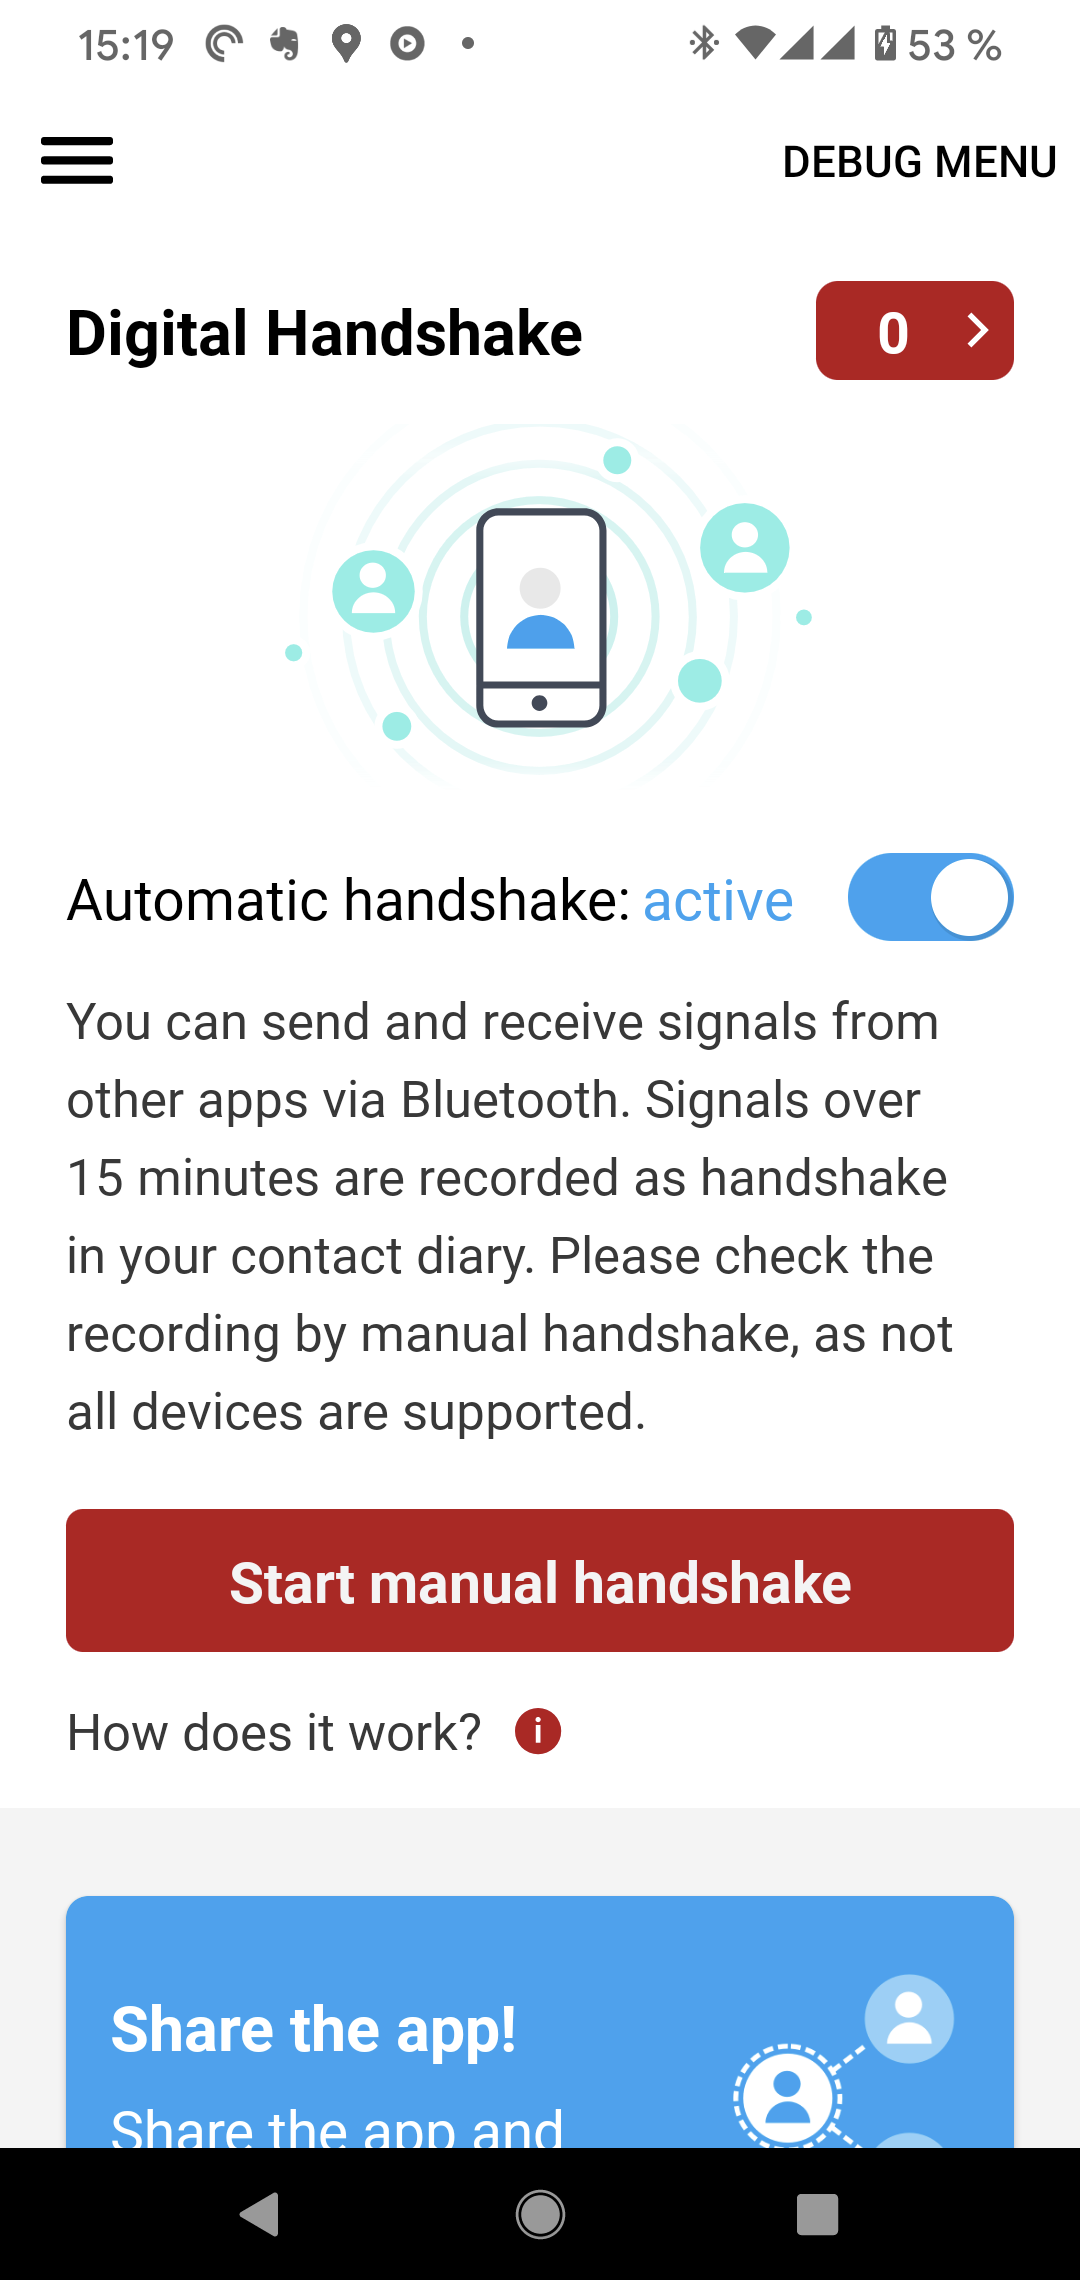 15:19
53 %
DEBUG MENU
Digital Handshake
0
Automatic handshake: active
You can send and receive signals from
other apps via Bluetooth. Signals over
15 minutes are recorded as handshake
in your contact diary. Please check the
recording by manual handshake, as not
all devices are supported.
Start manual handshake
How does it work? i
Share the app!
Share the app and